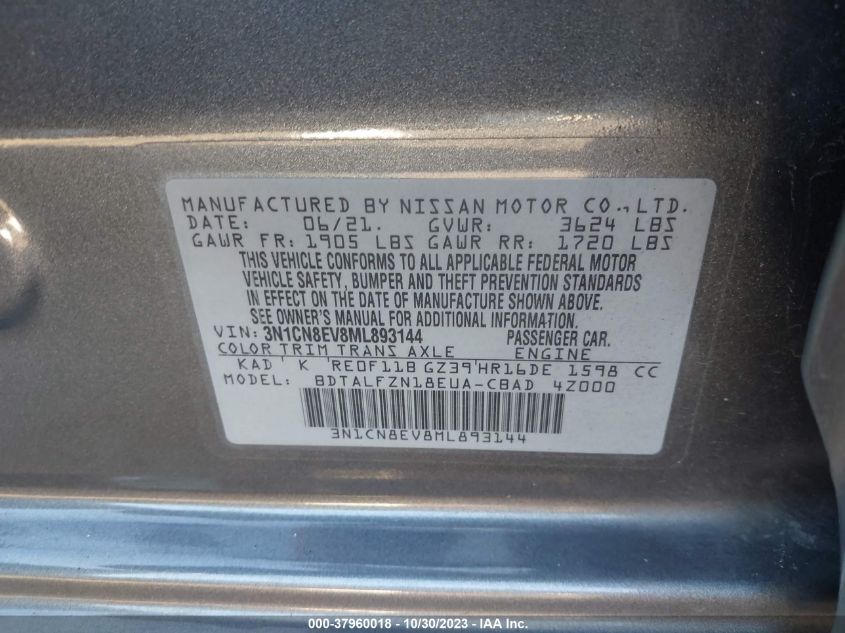 MANUFACTURED BY NISSAN MOTOR CO., LTD.
DATE: 06/21. GVWR: 3624 LBS
GAWR FR: 1905 LBS GAWR RR: 1720 LBS
THIS VEHICLE CONFORMS TO ALL APPLICABLE FEDERAL MOTOR
VEHICLE SAFETY, BUMPER AND THEFT PREVENTION STANDARDS
IN EFFECT ON THE DATE OF MANUFACTURE SHOWN ABOVE.
SEE OWNER'S MANUAL FOR ADDITIONAL INFORMATION.
VIN: 3N1CN8EV8ML893144 PASSENGER CAR.
COLOR TRIM TRANS AXLE ENGINE
KAD K RE0F11B GZ39 HR16DE 1598 CC
MODEL: BDTALFZN18EUA-CBAD 4Z000
3N1CN8EV8ML893144
000-37960018 - 10/30/2023 - IAA Inc.